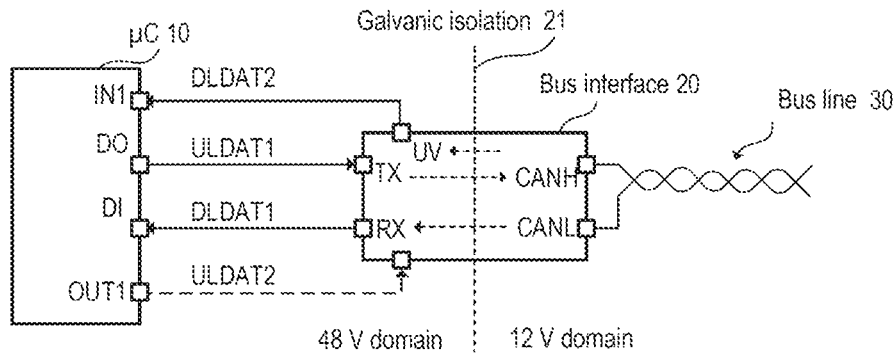 Galvanic isolation 21
µC 10
DLDAT2
Bus interface 20
Bus line 30
IN1
DO
ULDAT1
UV
TX
CANH
DI
DLDAT1
RX
CANL
OUT1
ULDAT2
48 V domain
12 V domain